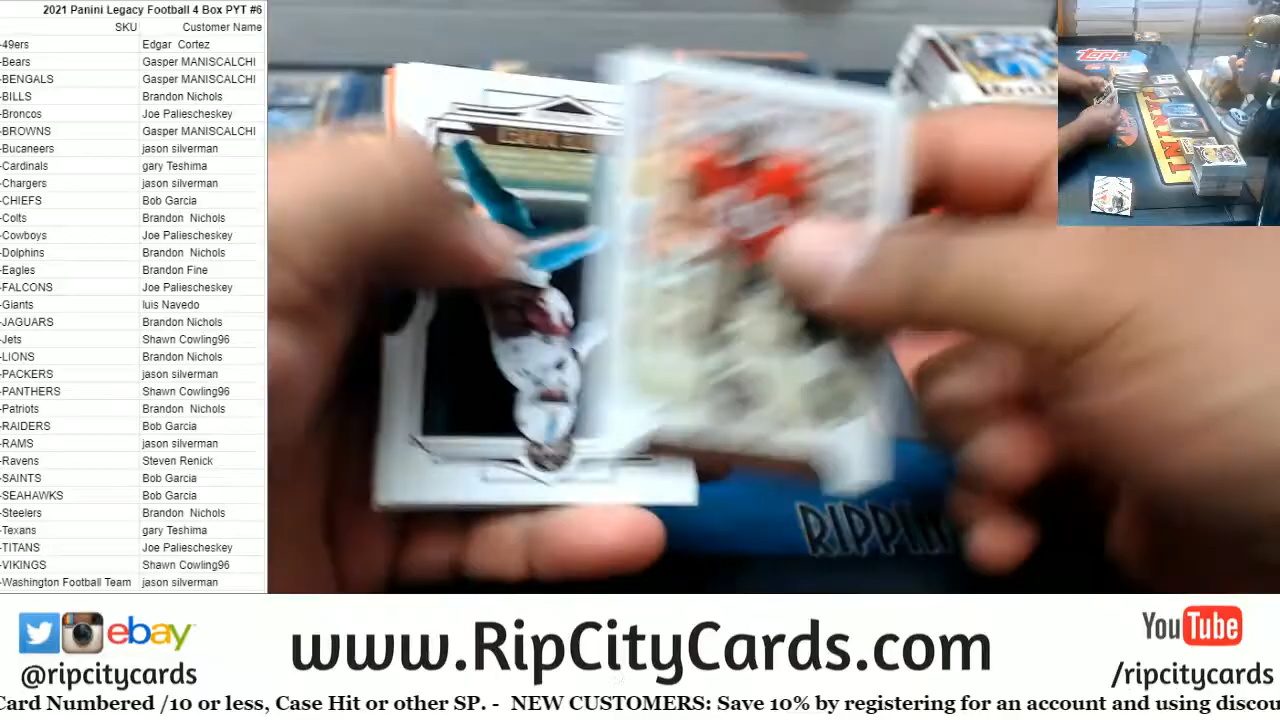 2021 Panini Legacy Football 4 Box PYT #6
SKU Customer Name
-49ers Edgar Cortez
-Bears Gasper MANISCALCHI
-BENGALS Gasper MANISCALCHI
-BILLS Brandon Nichols
-Broncos Joe Paliescheskey
-BROWNS Gasper MANISCALCHI
-Bucaneers jason silverman
-Cardinals gary Teshima
-Chargers jason silverman
-CHIEFS Bob Garcia
-Colts Brandon Nichols
-Cowboys Joe Paliescheskey
-Dolphins Brandon Nichols
-Eagles Brandon Fine
-FALCONS Joe Paliescheskey
-Giants luis Navedo
-JAGUARS Brandon Nichols
-Jets Shawn Cowling96
-LIONS Brandon Nichols
-PACKERS jason silverman
-PANTHERS Shawn Cowling96
-Patriots Brandon Nichols
-RAIDERS Bob Garcia
-RAMS jason silverman
-Ravens Steven Renick
-SAINTS Bob Garcia
-SEAHAWKS Bob Garcia
-Steelers Brandon Nichols
-Texans gary Teshima
-TITANS Joe Paliescheskey
-VIKINGS Shawn Cowling96
-Washington Football Team jason silverman
topps
RIPPIN
ebay
@ripcitycards
www.RipCityCards.com
YouTube
/ripcitycards
Card Numbered /10 or less, Case Hit or other SP. - NEW CUSTOMERS: Save 10% by registering for an account and using discou